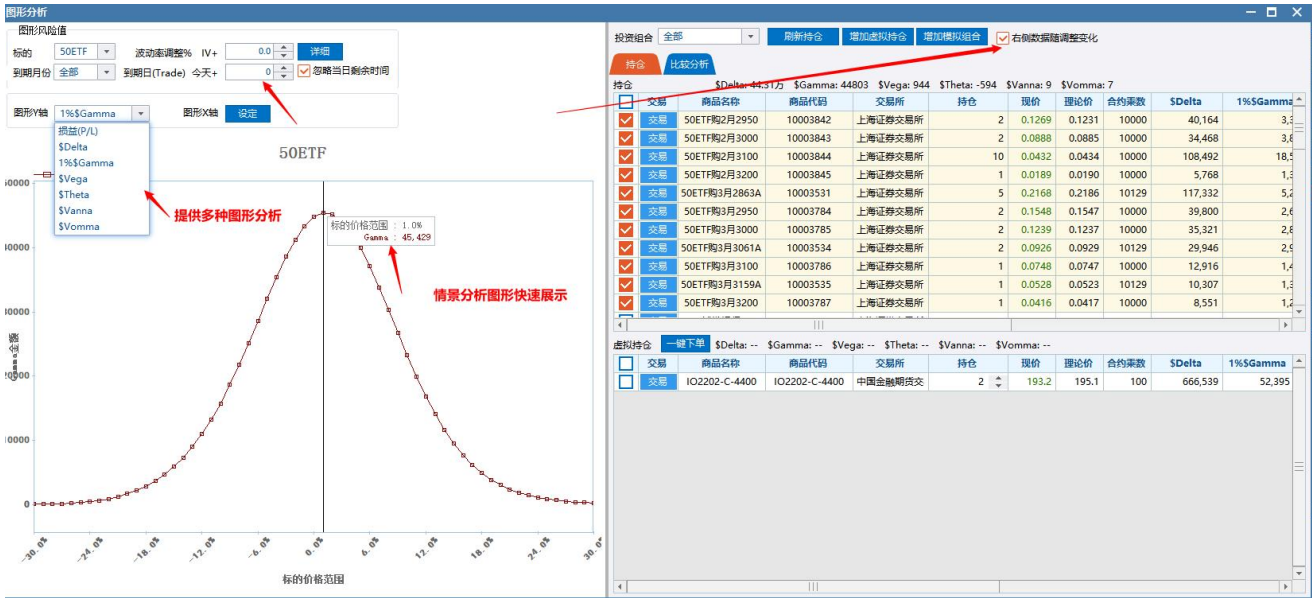 图形分析
图形风险值
标的 50ETF 波动率调整% IV+ 0.0 详细
到期月份 全部 到期日(Trade) 今天+ 0 忽略当日剩余时间
图形Y轴 1%$Gamma 图形X轴 设定
损益(P/L)
$Delta
1%$Gamma
$Vega
$Theta
$Vanna
$Vomma
提供多种图形分析
50ETF
标的价格范围 : 1.0%
Gamma : 45,429
情景分析图形快速展示
Gamma金额
0
-30.0% -24.0% -18.0% -12.0% -6.0% 0.0% 6.0% 12.0% 18.0% 24.0% 30.0
标的价格范围
投资组合 全部 刷新持仓 增加虚拟持仓 增加模拟组合 右侧数据随调整变化
持仓 比较分析
持仓 $Delta: 44.31万 $Gamma: 44803 $Vega: 944 $Theta: -594 $Vanna: 9 $Vomma: 7
交易 商品名称 商品代码 交易所 持仓 现价 理论价 合约乘数 $Delta 1%$Gamma
交易 50ETF购2月2950 10003842 上海证券交易所 2 0.1269 0.1231 10000 40,164
交易 50ETF购2月3000 10003843 上海证券交易所 2 0.0888 0.0885 10000 34,468
交易 50ETF购2月3100 10003844 上海证券交易所 10 0.0432 0.0434 10000 108,492
交易 50ETF购2月3200 10003845 上海证券交易所 1 0.0189 0.0190 10000 5,768
交易 50ETF购3月2863A 10003531 上海证券交易所 5 0.2168 0.2186 10129 117,332
交易 50ETF购3月2950 10003784 上海证券交易所 2 0.1548 0.1547 10000 39,800
交易 50ETF购3月3000 10003785 上海证券交易所 2 0.1239 0.1237 10000 35,321
交易 50ETF购3月3061A 10003534 上海证券交易所 2 0.0926 0.0929 10129 29,946
交易 50ETF购3月3100 10003786 上海证券交易所 1 0.0748 0.0747 10000 12,916
交易 50ETF购3月3159A 10003535 上海证券交易所 1 0.0528 0.0523 10129 10,307
交易 50ETF购3月3200 10003787 上海证券交易所 1 0.0416 0.0417 10000 8,551
虚拟持仓 一键下单 $Delta: -- $Gamma: -- $Vega: -- $Theta: -- $Vanna: -- $Vomma: --
交易 商品名称 商品代码 交易所 持仓 现价 理论价 合约乘数 $Delta 1%$Gamma
交易 IO2202-C-4400 IO2202-C-4400 中国金融期货交 2 193.2 195.1 100 666,539 52,395